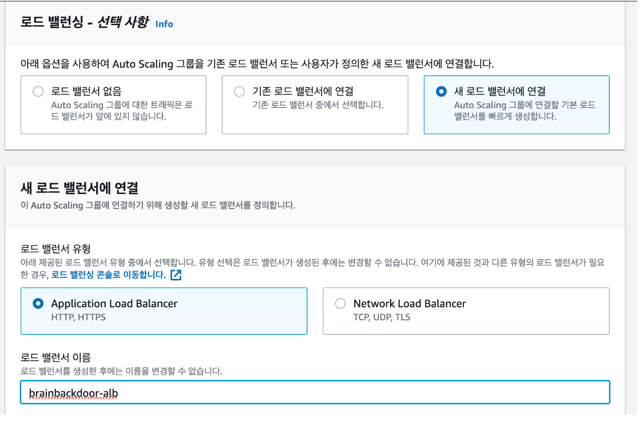 로드 밸런싱 - 선택 사항 Info
아래 옵션을 사용하여 Auto Scaling 그룹을 기존 로드 밸런서 또는 사용자가 정의한 새 로드 밸런서에 연결합니다.
로드 밸런서 없음
Auto Scaling 그룹에 대한 트래픽은 로
드 밸런서가 앞에 있지 않습니다.
기존 로드 밸런서에 연결
기존 로드 밸런서 중에서 선택합니다.
새 로드 밸런서에 연결
Auto Scaling 그룹에 연결할 기본 로드
밸런서를 빠르게 생성합니다.
새 로드 밸런서에 연결
이 Auto Scaling 그룹에 연결하기 위해 생성할 새 로드 밸런서를 정의합니다.
로드 밸런서 유형
아래 제공된 로드 밸런서 유형 중에서 선택합니다. 유형 선택은 로드 밸런서가 생성된 후에는 변경할 수 없습니다. 여기에 제공된 것과 다른 유형의 로드 밸런서가 필요
한 경우, 로드 밸런싱 콘솔로 이동합니다.
Application Load Balancer
HTTP, HTTPS
Network Load Balancer
TCP, UDP, TLS
로드 밸런서 이름
로드 밸런서를 생성한 후에는 이름을 변경할 수 없습니다.
brainbackdoor-alb